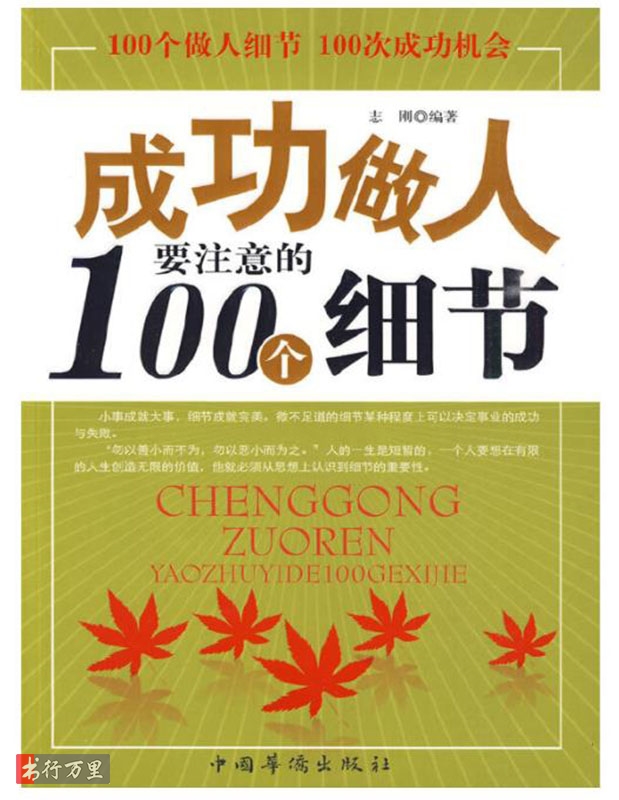 100个做人细节 100次成功机会
志 刚◎编著
成功做人
要注意的
100个细节
小事成就大事，细节成就完美。微不足道的细节某种程度上可以决定事业的成功
与失败。
“勿以善小而不为，勿以恶小而为之。”人的一生是短暂的，一个人要想在有限
的人生创造无限的价值，他就必须从思想上认识到细节的重要性。
CHENGGONG
ZUOREN
YAOZHUYIDE100GEXIJIE
书行万里
中国华侨出版社